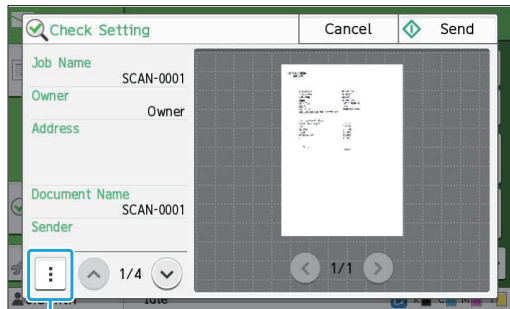 Check Setting
Cancel
Send
Job Name
SCAN-0001
Owner
Owner
Address
Document Name
SCAN-0001
Sender
1/4
1/1
Idle
K C M